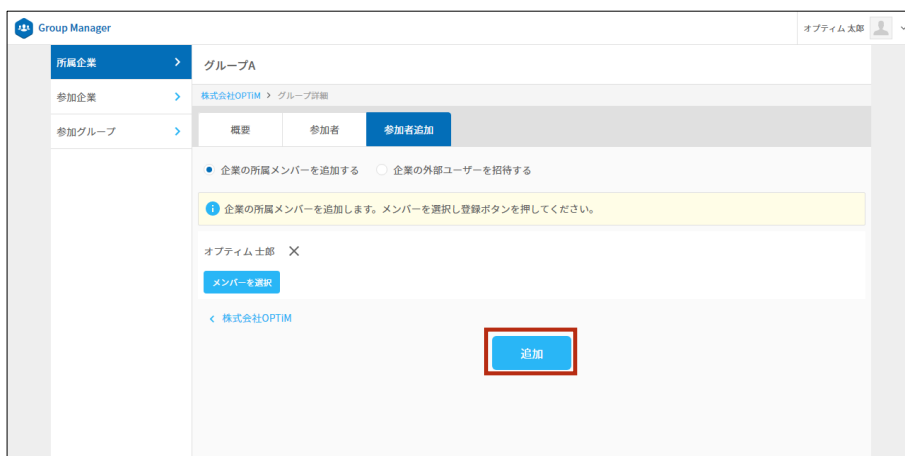 Group Manager
オプティム 太郎
所属企業
参加企業
参加グループ
グループA
株式会社OPTiM > グループ詳細
概要 参加者 参加者追加
企業の所属メンバーを追加する 企業の外部ユーザーを招待する
企業の所属メンバーを追加します。メンバーを選択し登録ボタンを押してください。
オプティム 士郎 ×
メンバーを選択
< 株式会社OPTiM
追加